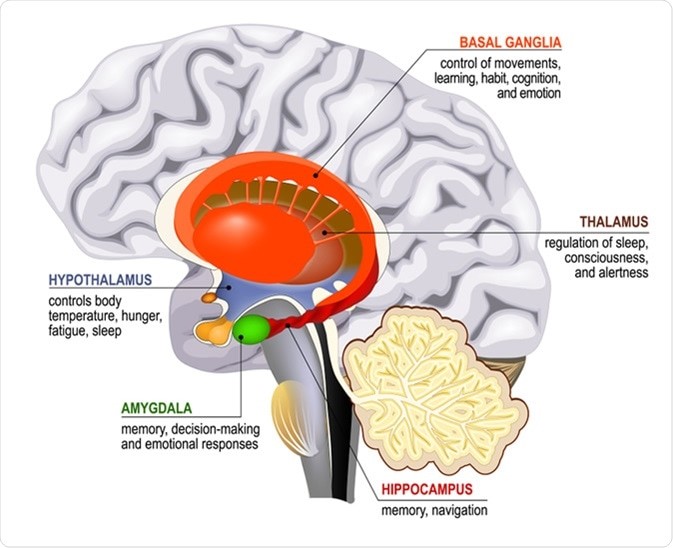 BASAL GANGLIA
control of movements,
learning, habit, cognition,
and emotion
THALAMUS
regulation of sleep,
consciousness,
and alertness
HYPOTHALAMUS
controls body
temperature, hunger,
fatigue, sleep
AMYGDALA
memory, decision-making
and emotional responses
HIPPOCAMPUS
memory, navigation